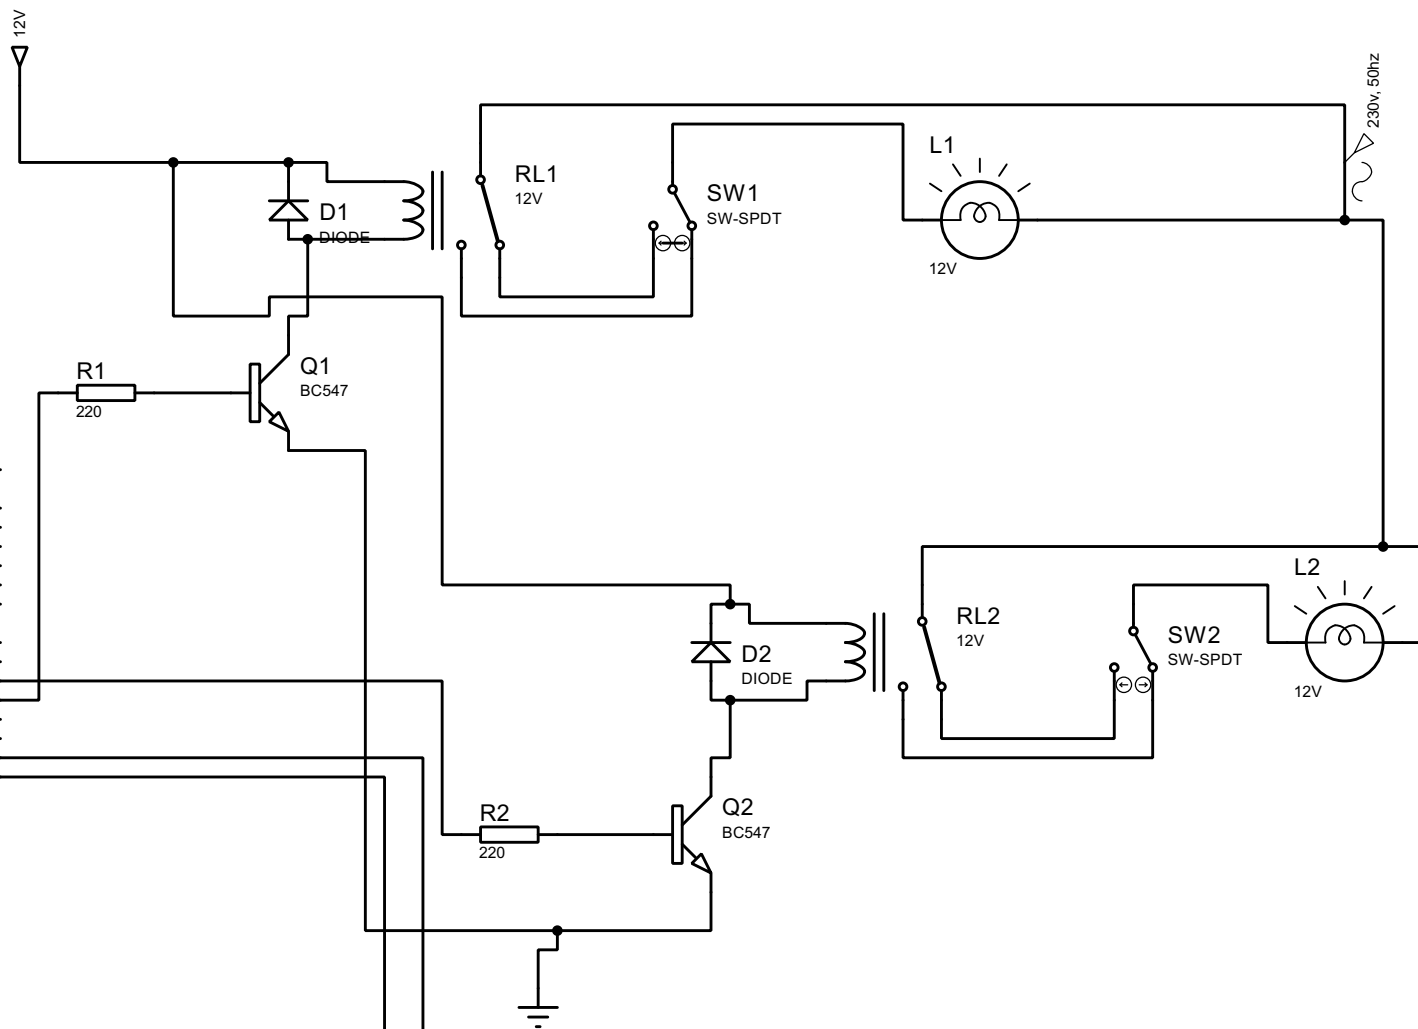 12V
230v, 50hz
L1
RL1
12V
SW1
SW-SPDT
D1
DIODE
12V
R1
220
Q1
BC547
L2
RL2
12V
SW2
SW-SPDT
D2
DIODE
12V
R2
220
Q2
BC547